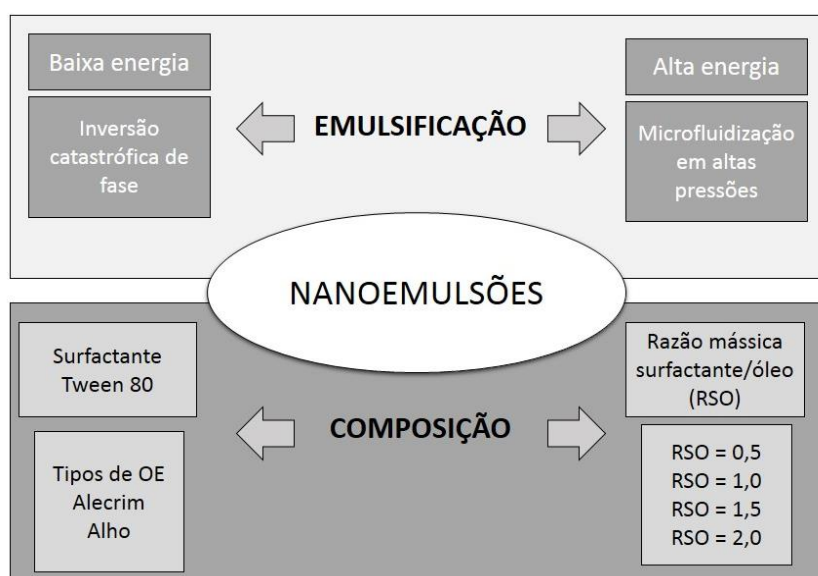 Baixa energia
Inversão
catastrófica de
fase
EMULSIFICAÇÃO
Alta energia
Microfluidização
em altas
pressões
NANOEMULSÕES
Surfactante
Tween 80
Tipos de OE
Alecrim
Alho
COMPOSIÇÃO
Razão mássica
surfactante/óleo
(RSO)
RSO = 0,5
RSO = 1,0
RSO = 1,5
RSO = 2,0